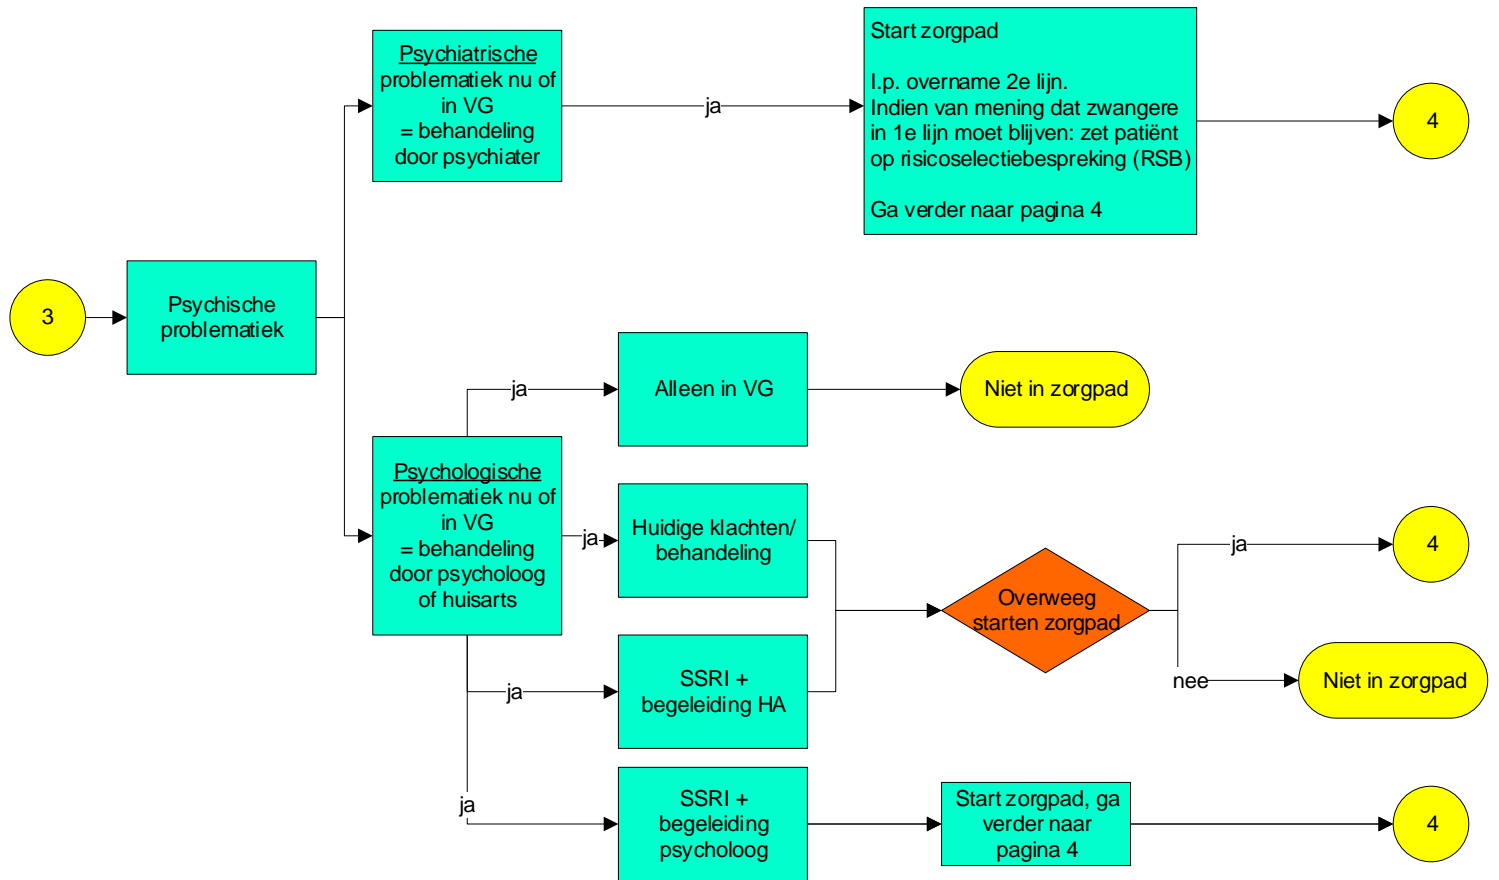 Psychiatrische
problematiek nu of
in VG
= behandeling
door psychiater
ja
Start zorgpad
I.p. overname 2e lijn.
Indien van mening dat zwangere
in 1e lijn moet blijven: zet patiënt
op risicoselectiebespreking (RSB)
Ga verder naar pagina 4
4
3
Psychische
problematiek
Psychologische
problematiek nu of
in VG
= behandeling
door psycholoog
of huisarts
ja
Alleen in VG
Niet in zorgpad
ja
Huidige klachten/
behandeling
ja
SSRI +
begeleiding HA
Overweeg
starten zorgpad
ja
4
nee
Niet in zorgpad
ja
SSRI +
begeleiding
psycholoog
Start zorgpad, ga
verder naar
pagina 4
4